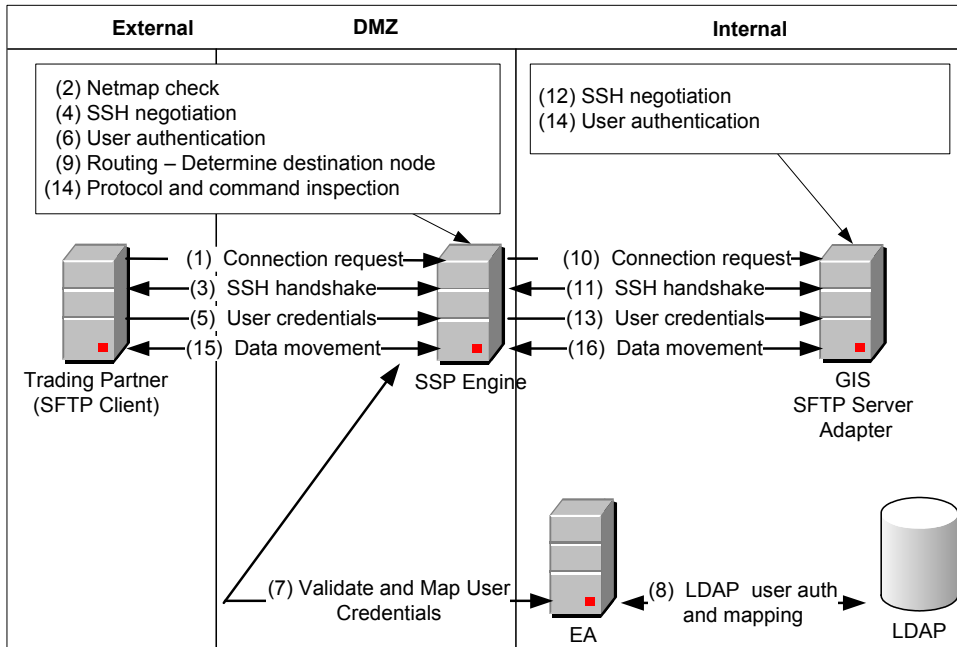 External
DMZ
Internal
(2) Netmap check
(4) SSH negotiation
(6) User authentication
(9) Routing – Determine destination node
(14) Protocol and command inspection
(12) SSH negotiation
(14) User authentication
(1) Connection request
(3) SSH handshake
(5) User credentials
(15) Data movement
(10) Connection request
(11) SSH handshake
(13) User credentials
(16) Data movement
Trading Partner
(SFTP Client)
SSP Engine
GIS
SFTP Server
Adapter
(7) Validate and Map User
Credentials
(8) LDAP user auth
and mapping
EA
LDAP